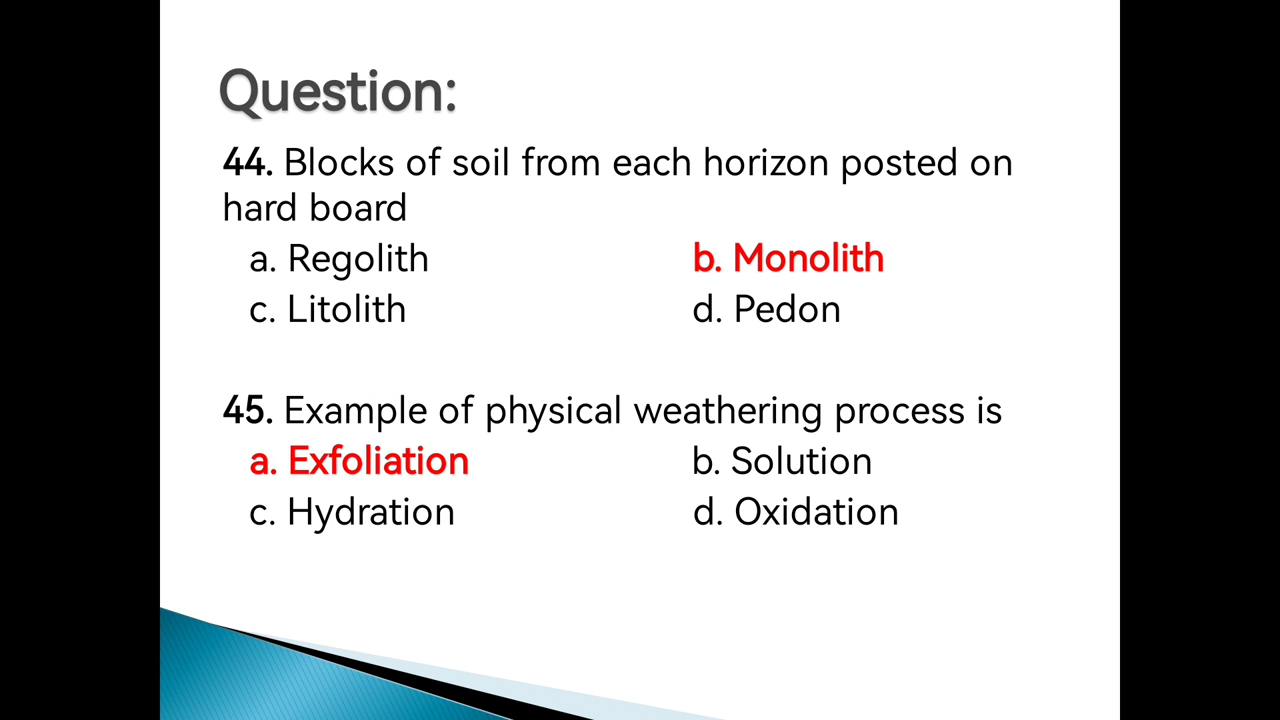 Question:
44. Blocks of soil from each horizon posted on
hard board
a. Regolith b. Monolith
c. Litolith d. Pedon
45. Example of physical weathering process is
a. Exfoliation b. Solution
c. Hydration d. Oxidation